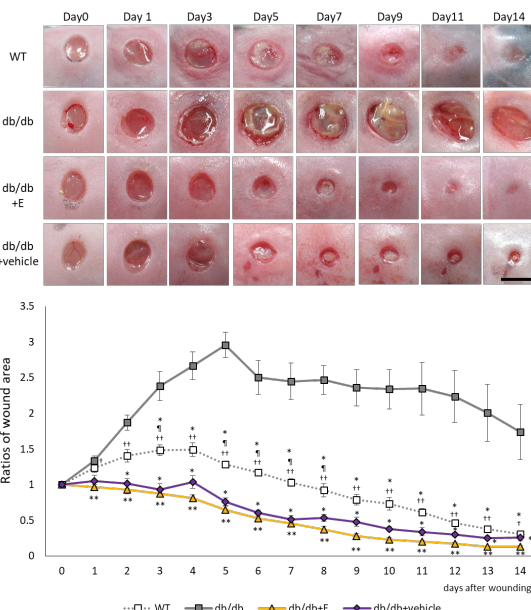 Day0 Day 1 Day3 Day5 Day7 Day9 Day11 Day14
WT
db/db
db/db
+E
db/db
+vehicle
3.5
3
2.5
2
1.5
1
0.5
0
Ratios of wound area
* * * * * *
¶ ¶ ¶ ¶ ¶ ¶
†† †† †† †† †† †† †† †† †† †† †† †† †
* * * * * * * * * * * * *
** ** ** ** ** ** ** ** ** ** ** ** ** **
0 1 2 3 4 5 6 7 8 9 10 11 12 13 14
days after wounding
WT db/db db/db+E db/db+vehicle